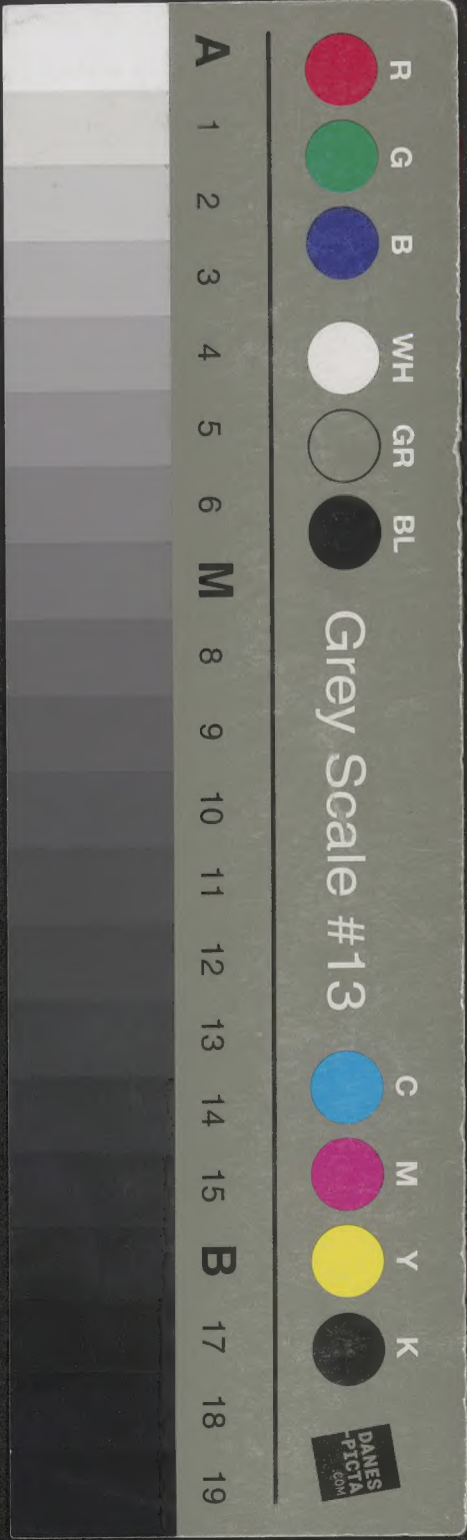 R G B WH GR BL Grey Scale #13 C M Y K
DANES
-PICTA
.COM
A 1 2 3 4 5 6 M 8 9 10 11 12 13 14 15 B 17 18 19